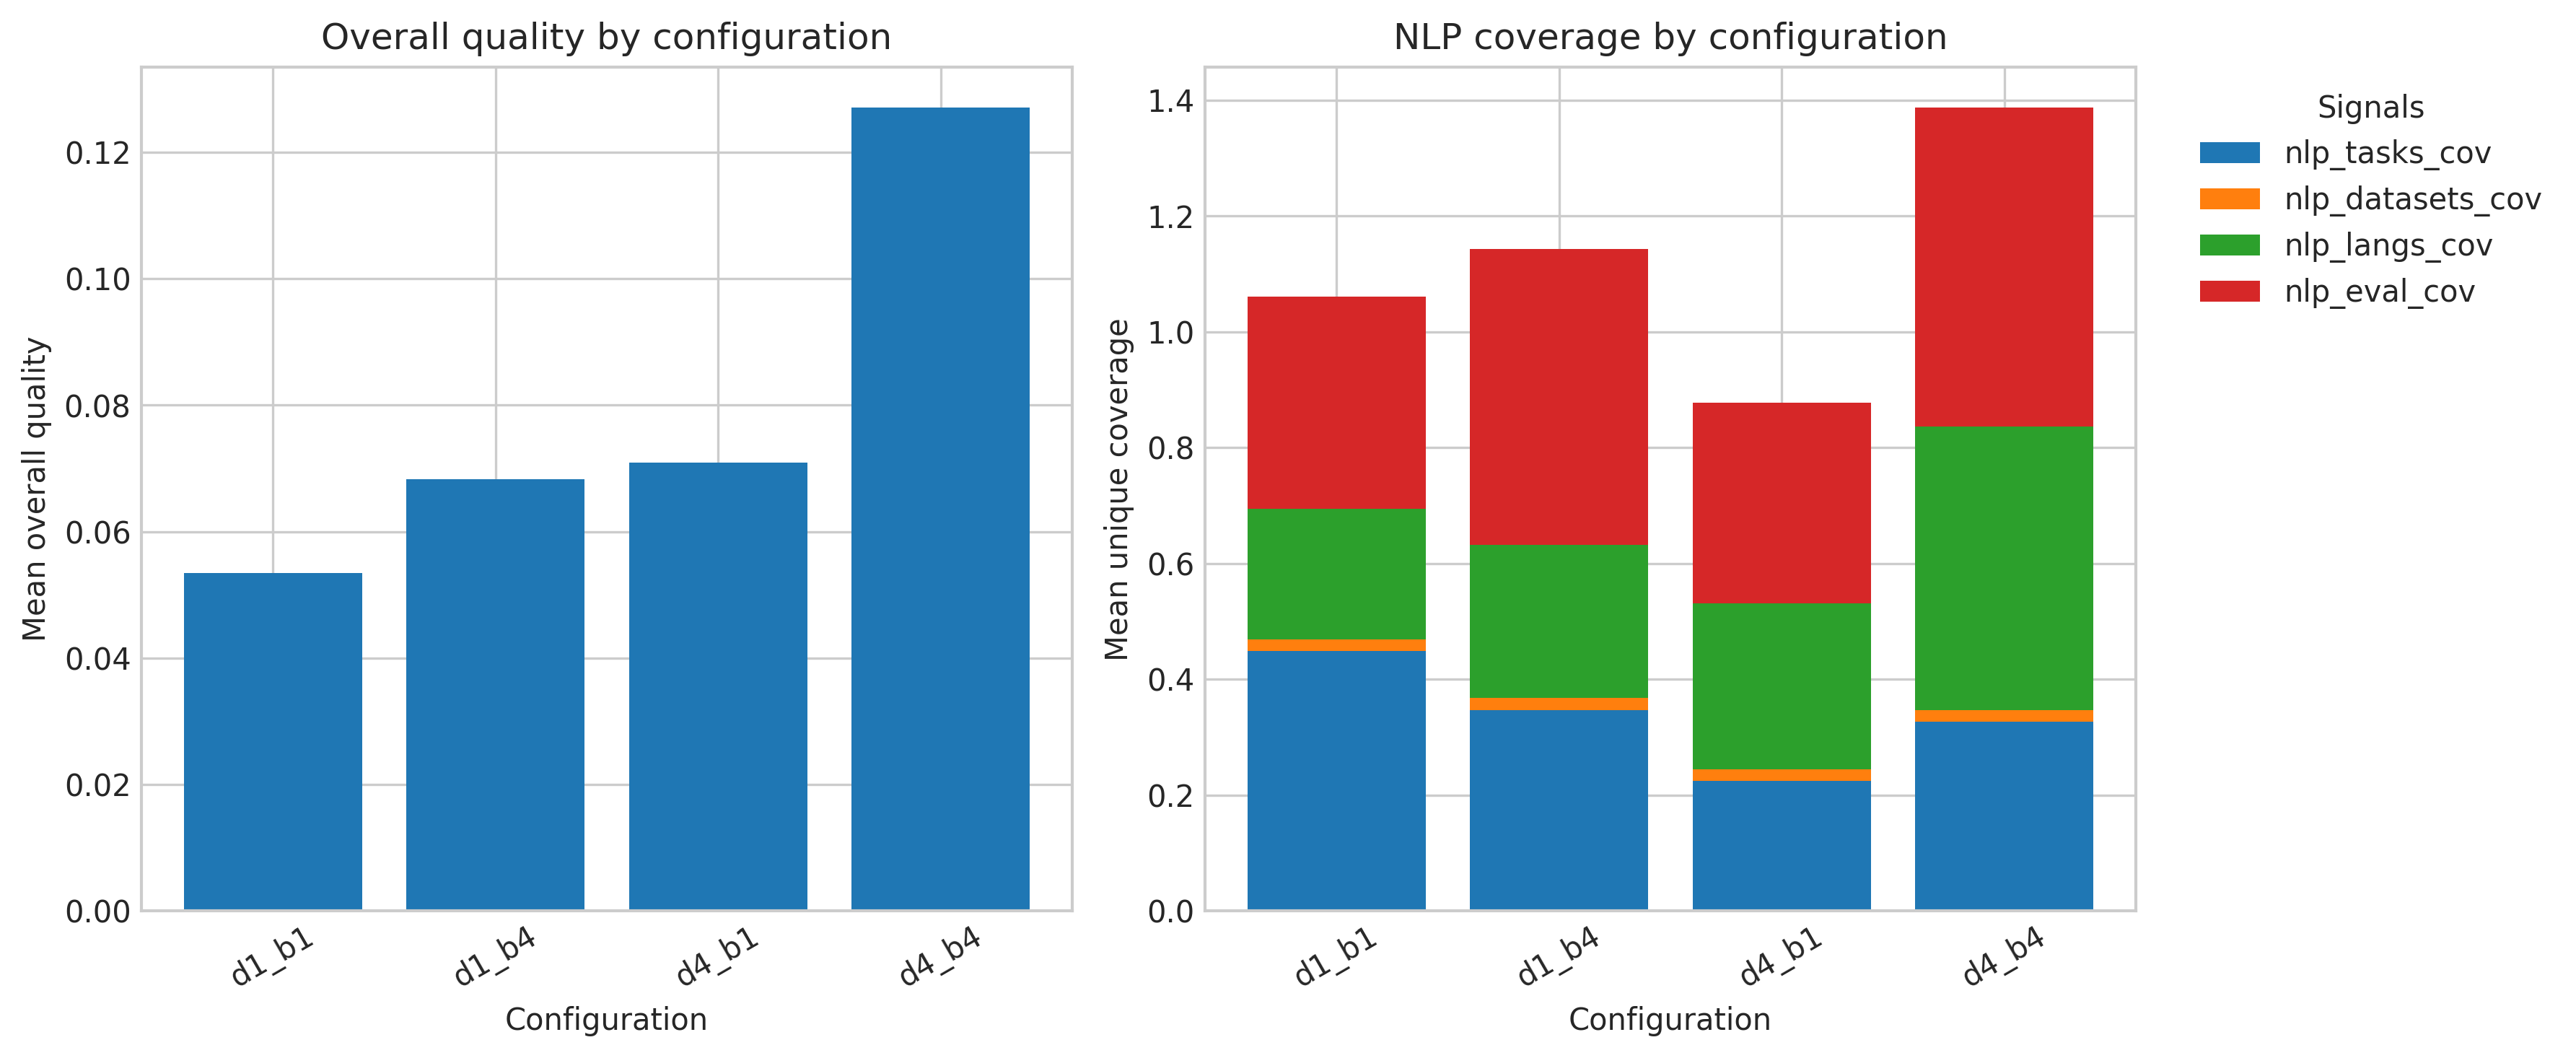 Overall quality by configuration
Mean overall quality
0.12
0.10
0.08
0.06
0.04
0.02
0.00
d1_b1
d1_b4
d4_b1
d4_b4
Configuration
NLP coverage by configuration
Mean unique coverage
1.4
1.2
1.0
0.8
0.6
0.4
0.2
0.0
d1_b1
d1_b4
d4_b1
d4_b4
Configuration
Signals
nlp_tasks_cov
nlp_datasets_cov
nlp_langs_cov
nlp_eval_cov